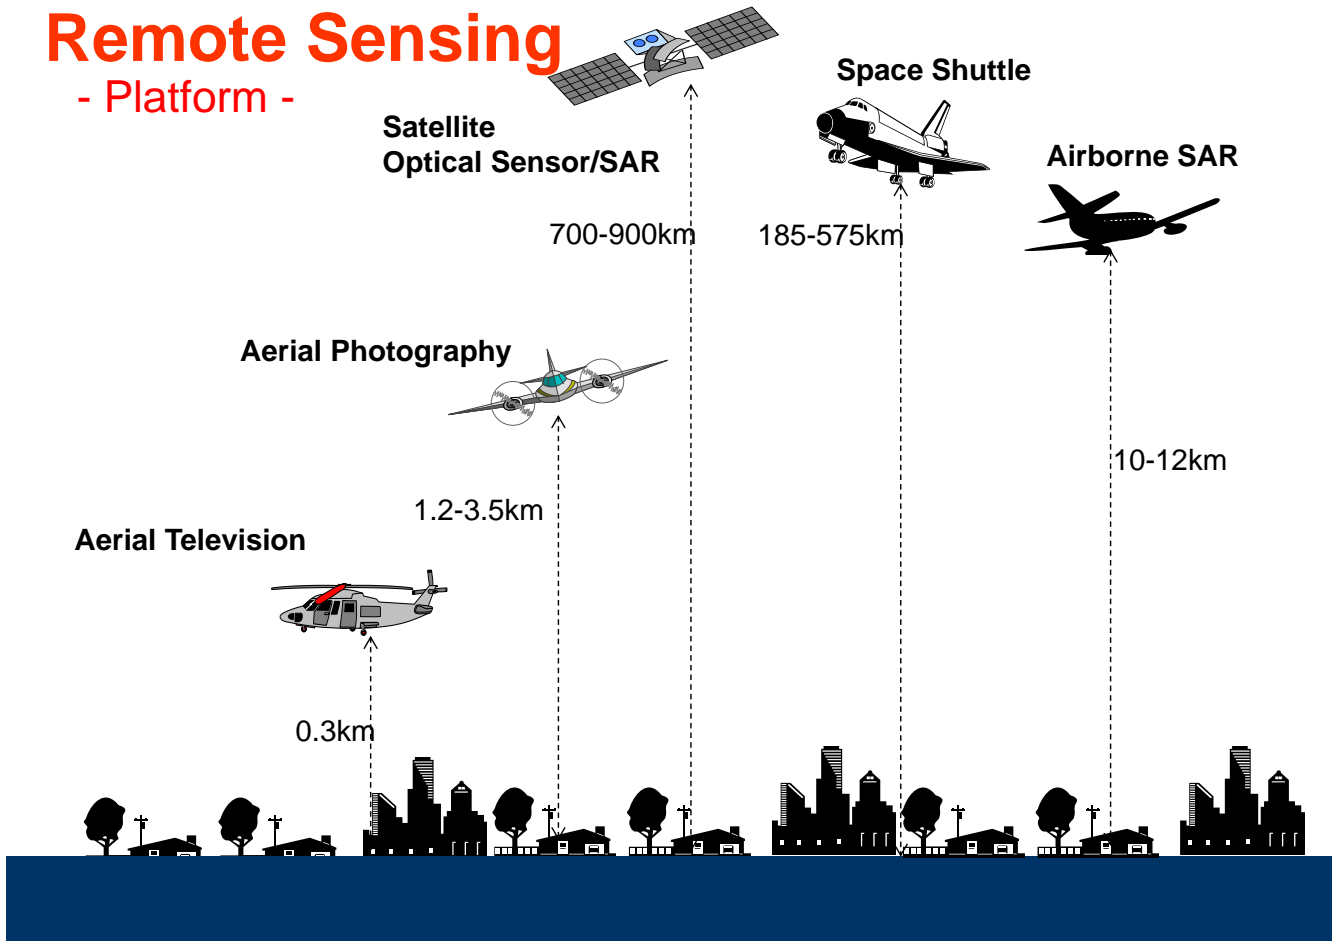 Remote Sensing
- Platform -
Satellite
Optical Sensor/SAR
Space Shuttle
Airborne SAR
700-900km
185-575km
Aerial Photography
10-12km
1.2-3.5km
Aerial Television
0.3km